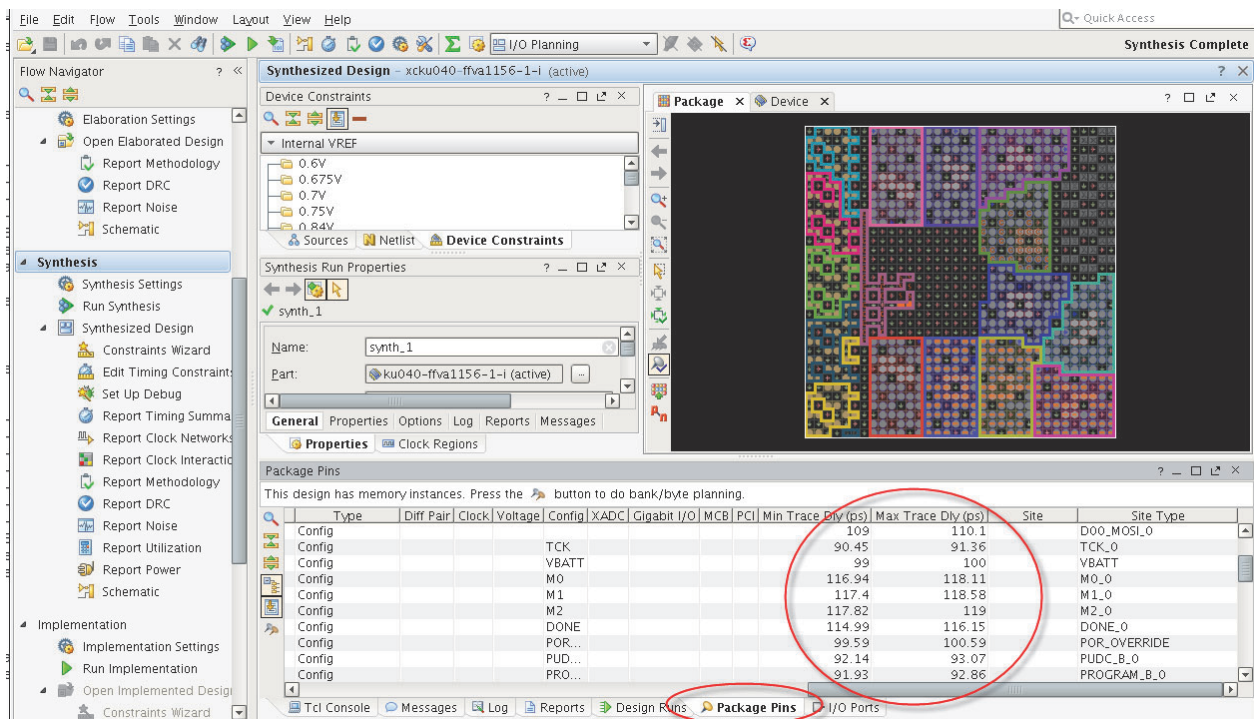 File Edit Flow Tools Window Layout View Help
Quick Access
I/O Planning
Synthesis Complete
Flow Navigator
Elaboration Settings
Open Elaborated Design
Report Methodology
Report DRC
Report Noise
Schematic
Synthesis
Synthesis Settings
Run Synthesis
Synthesized Design
Constraints Wizard
Edit Timing Constraints
Set Up Debug
Report Timing Summa
Report Clock Networks
Report Clock Interactic
Report Methodology
Report DRC
Report Noise
Report Utilization
Report Power
Schematic
Implementation
Implementation Settings
Run Implementation
Open Implemented Desig
Constraints Wizard
Synthesized Design - xcku040-ffva1156-1-i (active)
Device Constraints
Internal VREF
0.6V
0.675V
0.7V
0.75V
0.84V
Sources Netlist Device Constraints
Synthesis Run Properties
synth_1
Name: synth_1
Part: ku040-ffva1156-1-i (active)
General Properties Options Log Reports Messages
Properties Clock Regions
Package Device
Package Pins
This design has memory instances. Press the button to do bank/byte planning.
Type Diff Pair Clock Voltage Config XADC Gigabit I/O MCB PCI Min Trace Dly (ps) Max Trace Dly (ps) Site Site Type
Config 109 110.1 D00_MOSI_0
Config TCK 90.45 91.36 TCK_0
Config VBATT 99 100 VBATT
Config M0 116.94 118.11 M0_0
Config M1 117.4 118.58 M1_0
Config M2 117.82 119 M2_0
Config DONE 114.99 116.15 DONE_0
Config POR... 99.59 100.59 POR_OVERRIDE
Config PUD... 92.14 93.07 PUDC_B_0
Config PRO... 91.93 92.86 PROGRAM_B_0
Tcl Console Messages Log Reports Design Runs Package Pins I/O Ports